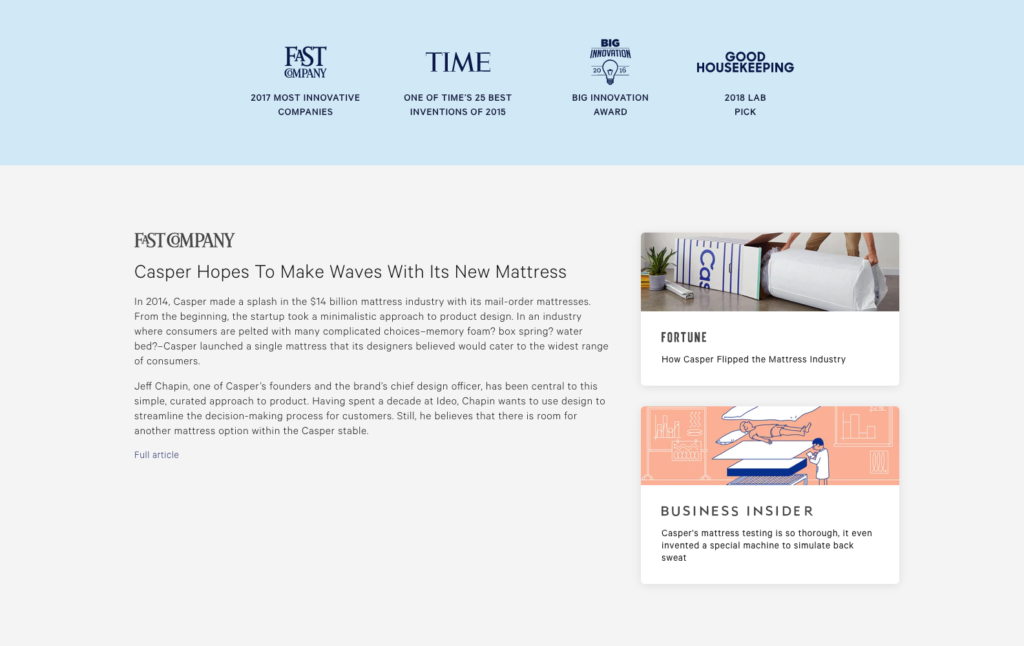 FAST
COMPANY
2017 MOST INNOVATIVE
COMPANIES
TIME
ONE OF TIME'S 25 BEST
INVENTIONS OF 2015
BIG
INNOVATION
20 15
BIG INNOVATION
AWARD
GOOD
HOUSEKEEPING
2018 LAB
PICK
FAST COMPANY
Casper Hopes To Make Waves With Its New Mattress
In 2014, Casper made a splash in the $14 billion mattress industry with its mail-order mattresses.
From the beginning, the startup took a minimalistic approach to product design. In an industry
where consumers are pelted with many complicated choices–memory foam? box spring? water
bed?–Casper launched a single mattress that its designers believed would cater to the widest range
of consumers.
Jeff Chapin, one of Casper's founders and the brand's chief design officer, has been central to this
simple, curated approach to product. Having spent a decade at Ideo, Chapin wants to use design to
streamline the decision-making process for customers. Still, he believes that there is room for
another mattress option within the Casper stable.
Full article
Cas
FORTUNE
How Casper Flipped the Mattress Industry
BUSINESS INSIDER
Casper's mattress testing is so thorough, it even
invented a special machine to simulate back
sweat